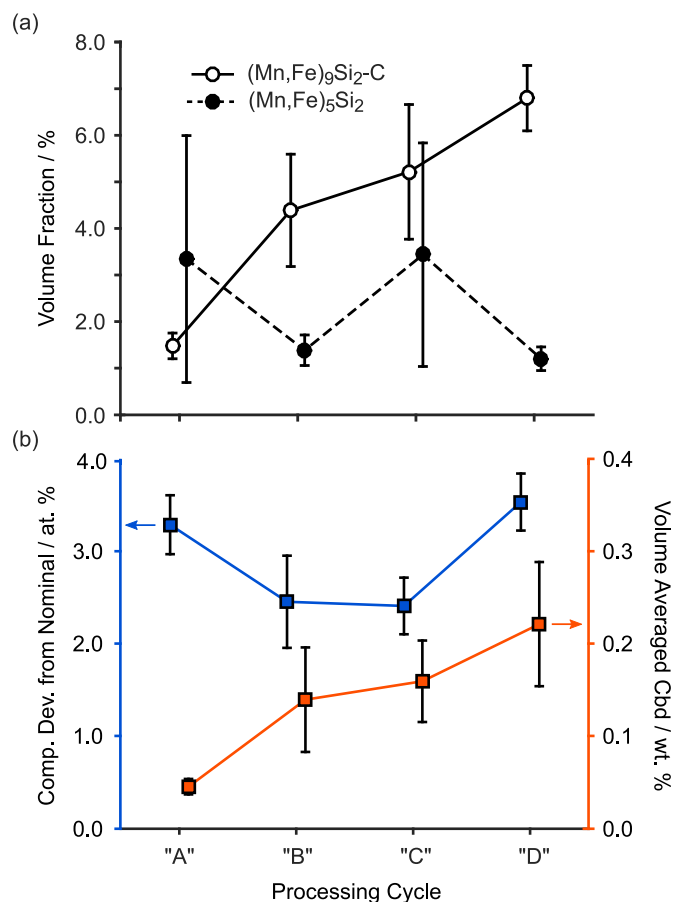 (a)
8.0
6.0
4.0
2.0
0.0
Volume Fraction / %
(Mn,Fe)₉Si₂-C
(Mn,Fe)₅Si₂
(b)
4.0
3.0
2.0
1.0
0.0
Comp. Dev. from Nominal / at. %
0.4
0.3
0.2
0.1
0.0
Volume Averaged Cbd / wt. %
"A" "B" "C" "D"
Processing Cycle